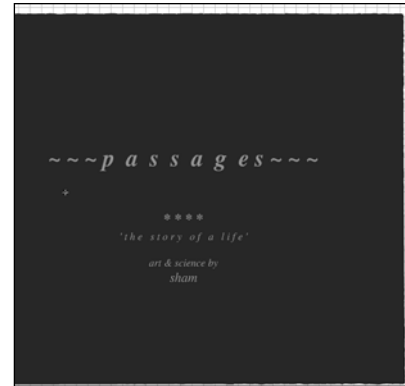 ~~~p a s s a g e s~~~
****
'the story of a life'
art & science by
sham